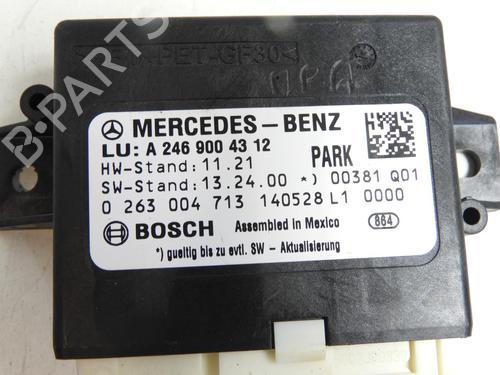 >PET-GF30<
MERCEDES-BENZ
LU: A 246 900 43 12
HW-Stand: 11.21 PARK
SW-Stand: 13.24.00 *) 00381 Q01
0 263 004 713 140528 L1 0000
BOSCH Assembled in Mexico 864
*) gueltig bis zu evtl. SW - Aktualisierung
B-PARTS